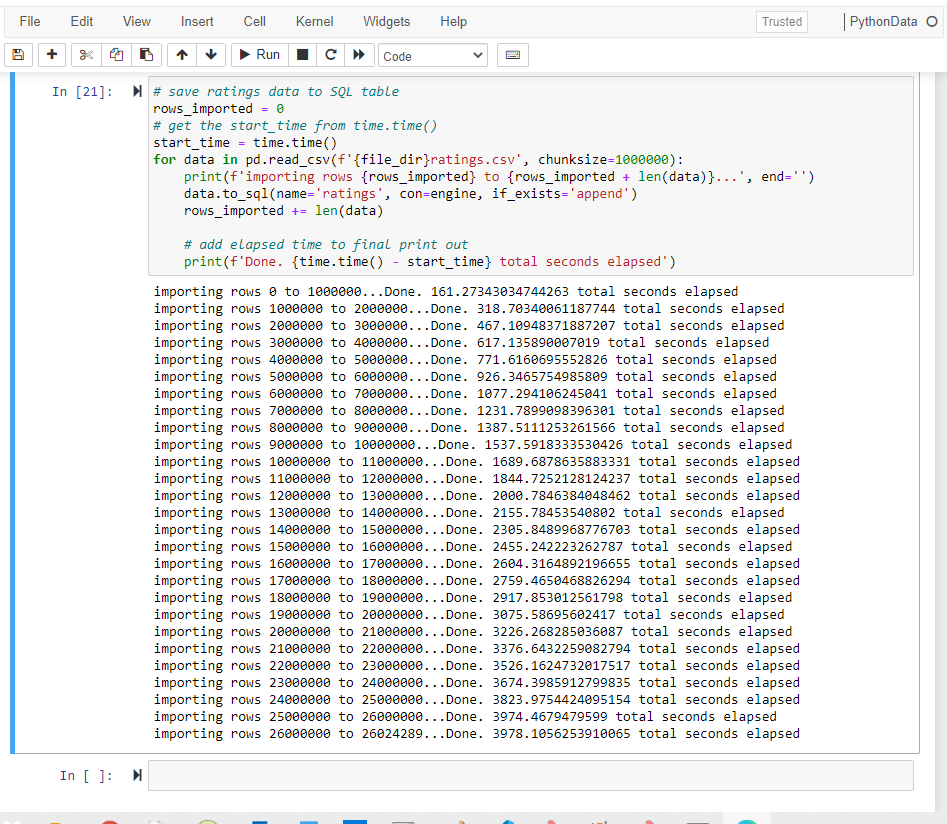 File Edit View Insert Cell Kernel Widgets Help Trusted PythonData
Run Code
In [21]:
# save ratings data to SQL table
rows_imported = 0
# get the start_time from time.time()
start_time = time.time()
for data in pd.read_csv(f'{file_dir}ratings.csv', chunksize=1000000):
    print(f'importing rows {rows_imported} to {rows_imported + len(data)}...', end='')
    data.to_sql(name='ratings', con=engine, if_exists='append')
    rows_imported += len(data)
    # add elapsed time to final print out
    print(f'Done. {time.time() - start_time} total seconds elapsed')
importing rows 0 to 1000000...Done. 161.27343034744263 total seconds elapsed
importing rows 1000000 to 2000000...Done. 318.70340061187744 total seconds elapsed
importing rows 2000000 to 3000000...Done. 467.10948371887207 total seconds elapsed
importing rows 3000000 to 4000000...Done. 617.135890007019 total seconds elapsed
importing rows 4000000 to 5000000...Done. 771.6160695552826 total seconds elapsed
importing rows 5000000 to 6000000...Done. 926.3465754985809 total seconds elapsed
importing rows 6000000 to 7000000...Done. 1077.294106245041 total seconds elapsed
importing rows 7000000 to 8000000...Done. 1231.7899098396301 total seconds elapsed
importing rows 8000000 to 9000000...Done. 1387.5111253261566 total seconds elapsed
importing rows 9000000 to 10000000...Done. 1537.5918333530426 total seconds elapsed
importing rows 10000000 to 11000000...Done. 1689.6878635883331 total seconds elapsed
importing rows 11000000 to 12000000...Done. 1844.7252128124237 total seconds elapsed
importing rows 12000000 to 13000000...Done. 2000.7846384048462 total seconds elapsed
importing rows 13000000 to 14000000...Done. 2155.78453540802 total seconds elapsed
importing rows 14000000 to 15000000...Done. 2305.8489968776703 total seconds elapsed
importing rows 15000000 to 16000000...Done. 2455.242223262787 total seconds elapsed
importing rows 16000000 to 17000000...Done. 2604.3164892196655 total seconds elapsed
importing rows 17000000 to 18000000...Done. 2759.4650468826294 total seconds elapsed
importing rows 18000000 to 19000000...Done. 2917.853012561798 total seconds elapsed
importing rows 19000000 to 20000000...Done. 3075.58695602417 total seconds elapsed
importing rows 20000000 to 21000000...Done. 3226.268285036087 total seconds elapsed
importing rows 21000000 to 22000000...Done. 3376.6432259082794 total seconds elapsed
importing rows 22000000 to 23000000...Done. 3526.1624732017517 total seconds elapsed
importing rows 23000000 to 24000000...Done. 3674.3985912799835 total seconds elapsed
importing rows 24000000 to 25000000...Done. 3823.9754424095154 total seconds elapsed
importing rows 25000000 to 26000000...Done. 3974.4679479599 total seconds elapsed
importing rows 26000000 to 26024289...Done. 3978.1056253910065 total seconds elapsed
In [ ]: